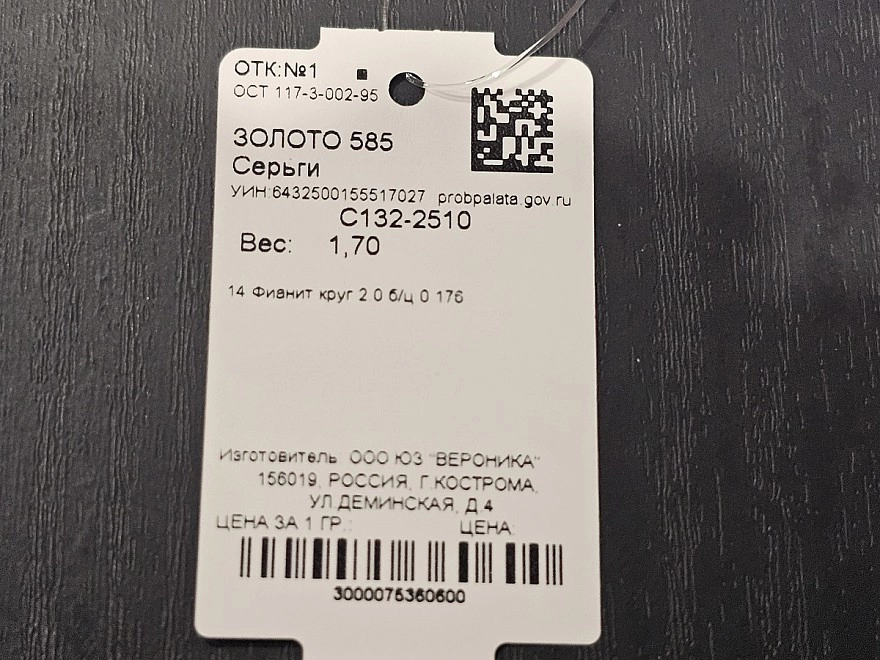 ОТК:№1
ОСТ 117-3-002-95
ЗОЛОТО 585
Серьги
УИН:6432500155517027 probpalata.gov.ru
С132-2510
Вес: 1,70
14 Фианит круг 2 0 б/ц 0 176
Изготовитель ООО ЮЗ "ВЕРОНИКА"
156019, РОССИЯ, Г.КОСТРОМА,
УЛ.ДЕМИНСКАЯ, Д.4
ЦЕНА ЗА 1 ГР.: ЦЕНА:
3000075360600